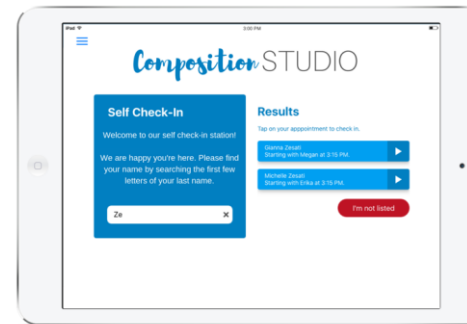 iPad
3:00 PM
Composition STUDIO
Self Check-In
Welcome to our self check-in station!
We are happy you're here. Please find
your name by searching the first few
letters of your last name.
Ze
Results
Tap on your apppointment to check in.
Gianna Zesati
Starting with Megan at 3:15 PM.
Michelle Zesati
Starting with Erika at 3:15 PM.
I'm not listed